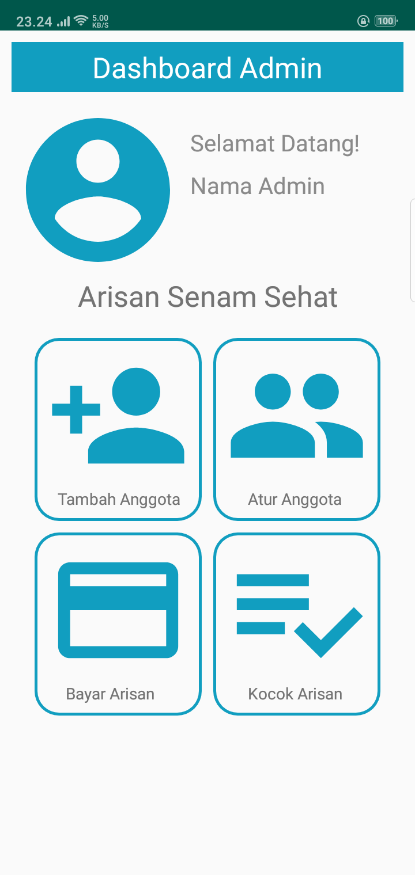 23.24 5.00 KB/S 100
Dashboard Admin
Selamat Datang!
Nama Admin
Arisan Senam Sehat
Tambah Anggota
Atur Anggota
Bayar Arisan
Kocok Arisan